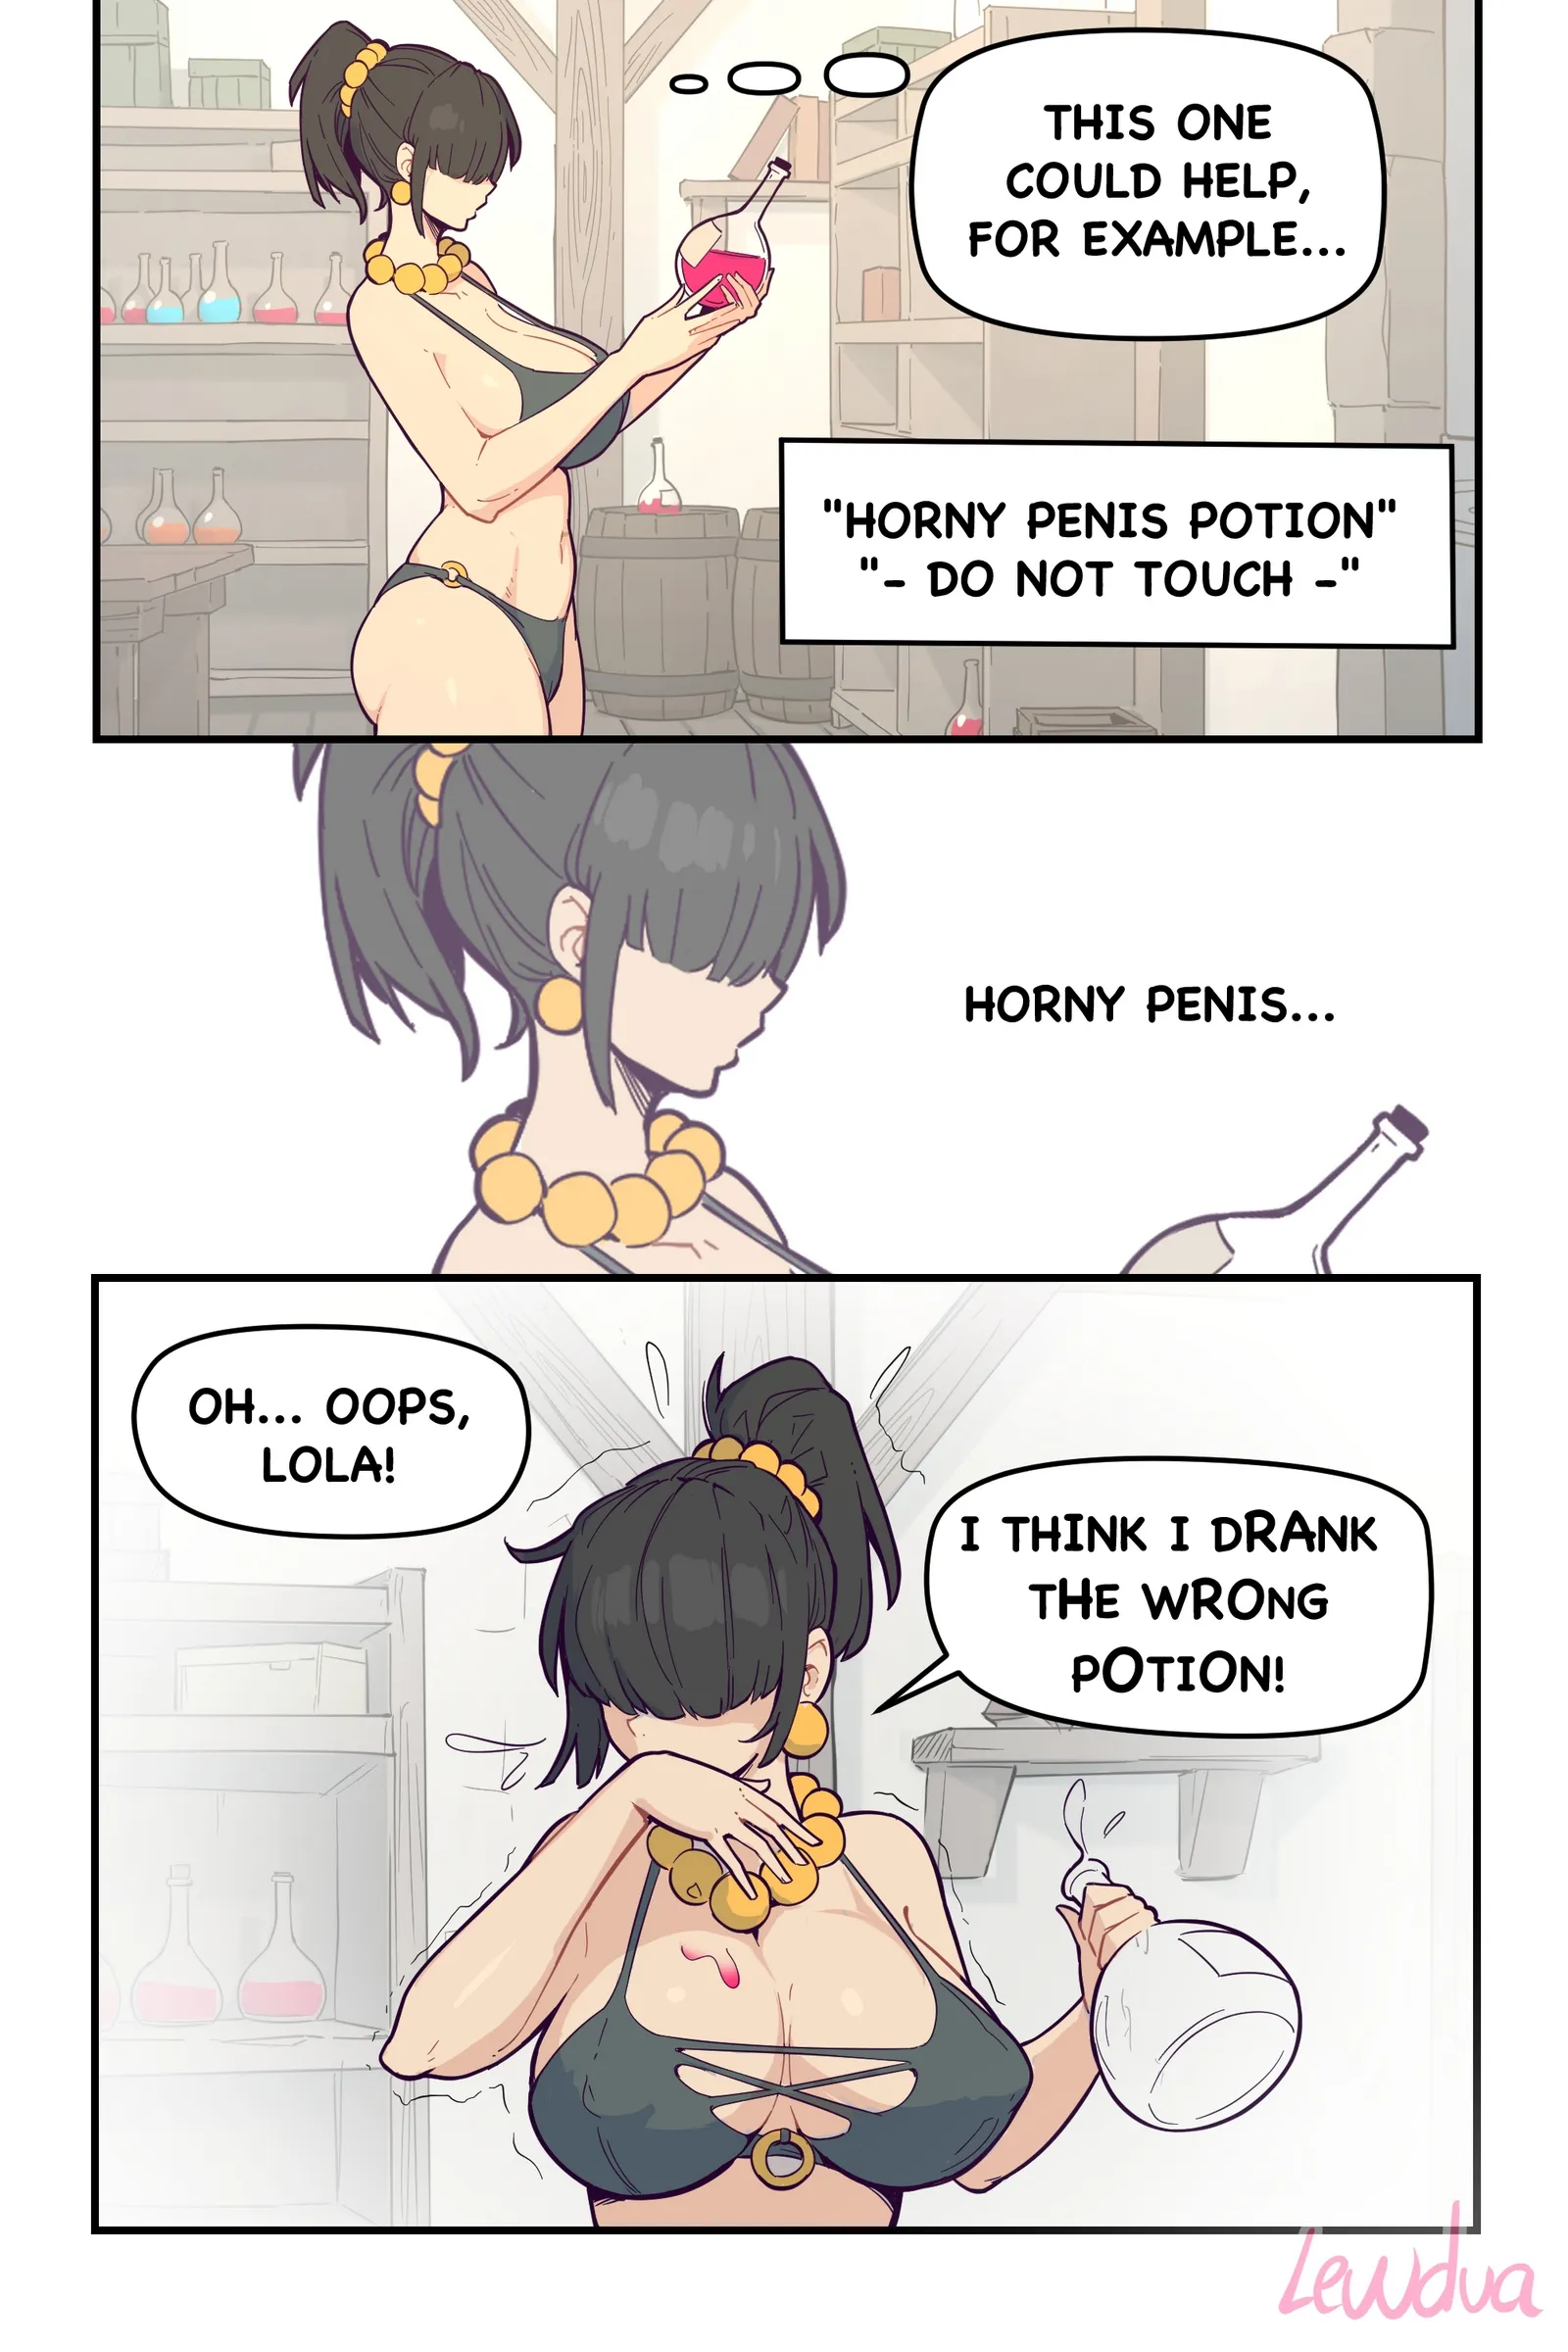 THIS ONE
COULD HELP,
FOR EXAMPLE...
"HORNY PENIS POTION"
"- DO NOT TOUCH -"
HORNY PENIS...
OH... OOPS,
LOLA!
I THINK I DRANK
THE WRONG
POTION!
Lewdua